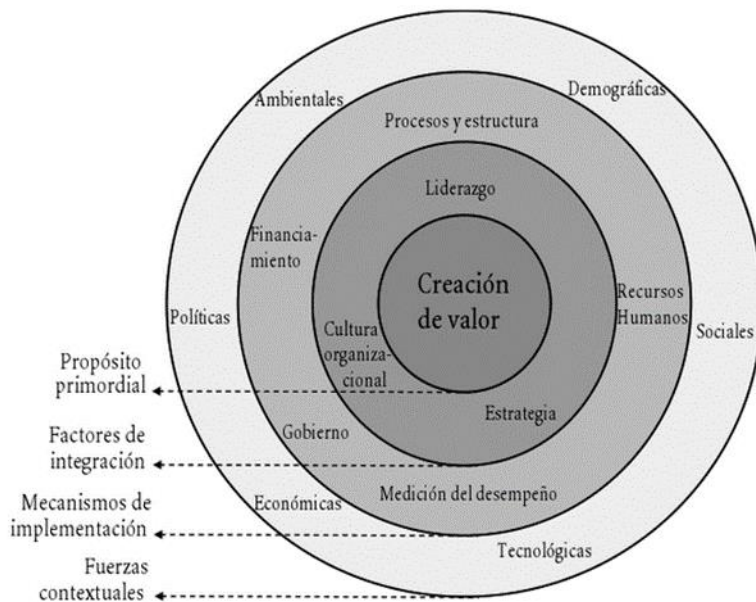 Demográficas
Ambientales
Procesos y estructura
Liderazgo
Financia-
miento
Creación
de valor
Recursos
Humanos
Políticas
Sociales
Cultura
organiza-
cional
Propósito
primordial
Estrategia
Gobierno
Factores de
integración
Medición del desempeño
Económicas
Mecanismos de
implementación
Tecnológicas
Fuerzas
contextuales